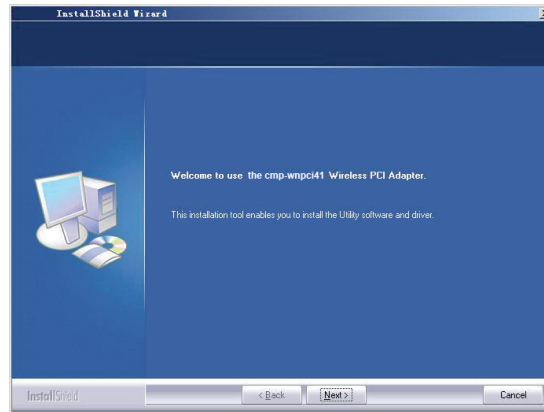 InstallShield Wizard
Welcome to use the cmp-wnpci41 Wireless PCI Adapter.
This installation tool enables you to install the Utility software and driver.
InstallShield
< Back
Next >
Cancel